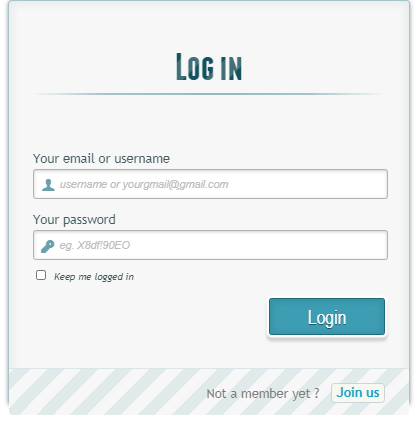 Log in
Your email or username
username or yourgmail@gmail.com
Your password
eg. X8df!90EO
Keep me logged in
Login
Not a member yet ? Join us